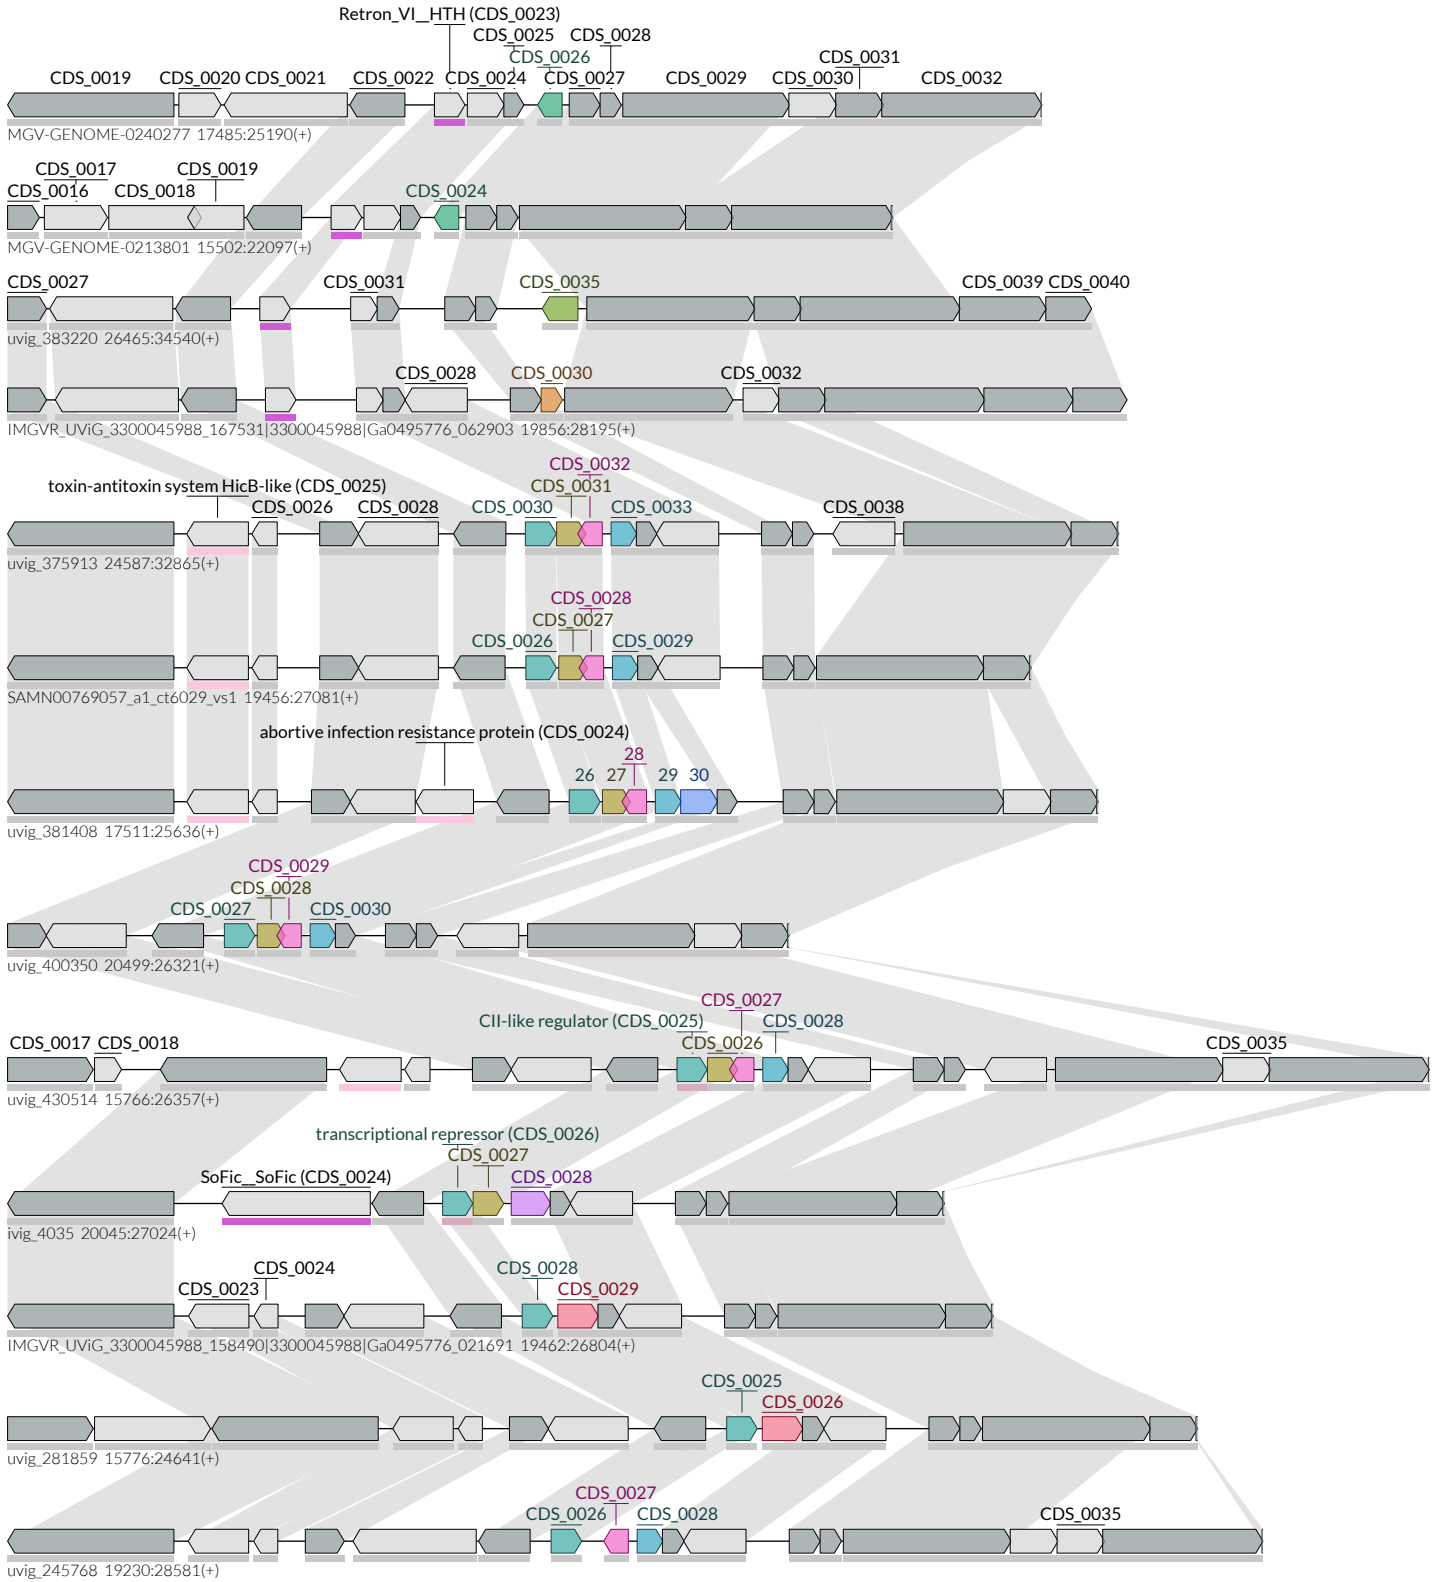 Retron_VI__HTH (CDS_0023)
CDS_0025 CDS_0028
CDS_0026
CDS_0019 CDS_0020 CDS_0021 CDS_0022 CDS_0024 CDS_0027 CDS_0029 CDS_0030 CDS_0031 CDS_0032
MGV-GENOME-0240277 17485:25190(+)
CDS_0017 CDS_0019
CDS_0016 CDS_0018 CDS_0024
MGV-GENOME-0213801 15502:22097(+)
CDS_0027 CDS_0031 CDS_0035 CDS_0039 CDS_0040
uvig_383220 26465:34540(+)
CDS_0028 CDS_0030 CDS_0032
IMGVR_UViG_3300045988_167531|3300045988|Ga0495776_062903 19856:28195(+)
CDS_0032
toxin-antitoxin system HicB-like (CDS_0025) CDS_0031
CDS_0026 CDS_0028 CDS_0030 CDS_0033 CDS_0038
uvig_375913 24587:32865(+)
CDS_0028
CDS_0027
CDS_0026 CDS_0029
SAMN00769057_a1_ct6029_vs1 19456:27081(+)
abortive infection resistance protein (CDS_0024)
28
26 27 29 30
uvig_381408 17511:25636(+)
CDS_0029
CDS_0028
CDS_0027 CDS_0030
uvig_400350 20499:26321(+)
CDS_0027
CII-like regulator (CDS_0025) CDS_0028
CDS_0017 CDS_0018 CDS_0026 CDS_0035
uvig_430514 15766:26357(+)
transcriptional repressor (CDS_0026)
CDS_0027
SoFic__SoFic (CDS_0024) CDS_0028
ivig_4035 20045:27024(+)
CDS_0024 CDS_0028
CDS_0023 CDS_0029
IMGVR_UViG_3300045988_158490|3300045988|Ga0495776_021691 19462:26804(+)
CDS_0025
CDS_0026
uvig_281859 15776:24641(+)
CDS_0027
CDS_0026 CDS_0028 CDS_0035
uvig_245768 19230:28581(+)